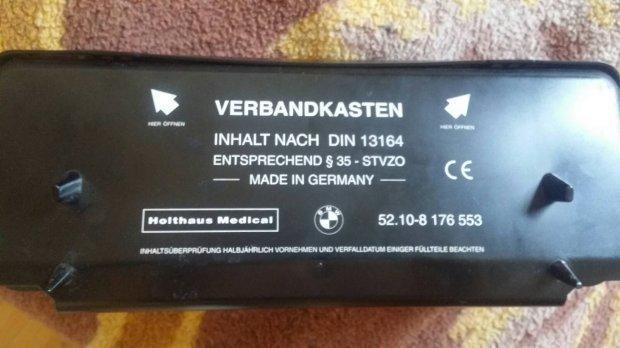 VERBANDKASTEN
HIER ÖFFNEN
HIER ÖFFNEN
INHALT NACH DIN 13164
ENTSPRECHEND § 35 - STVZO
MADE IN GERMANY
CE
Holthaus Medical
BMW
52.10-8 176 553
INHALTSÜBERPRÜFUNG HALBJÄHRLICH VORNEHMEN UND VERFALLDATUM EINIGER FÜLLTEILE BEACHTEN